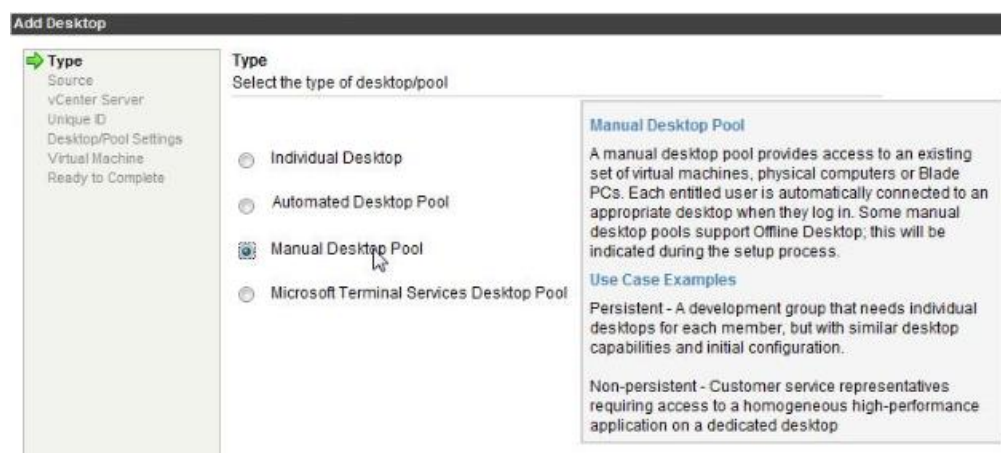 Add Desktop
Type
Source
vCenter Server
Unique ID
Desktop/Pool Settings
Virtual Machine
Ready to Complete
Type
Select the type of desktop/pool
Individual Desktop
Automated Desktop Pool
Manual Desktop Pool
Microsoft Terminal Services Desktop Pool
Manual Desktop Pool
A manual desktop pool provides access to an existing
set of virtual machines, physical computers or Blade
PCs. Each entitled user is automatically connected to an
appropriate desktop when they log in. Some manual
desktop pools support Offline Desktop; this will be
indicated during the setup process.
Use Case Examples
Persistent - A development group that needs individual
desktops for each member, but with similar desktop
capabilities and initial configuration.
Non-persistent - Customer service representatives
requiring access to a homogeneous high-performance
application on a dedicated desktop